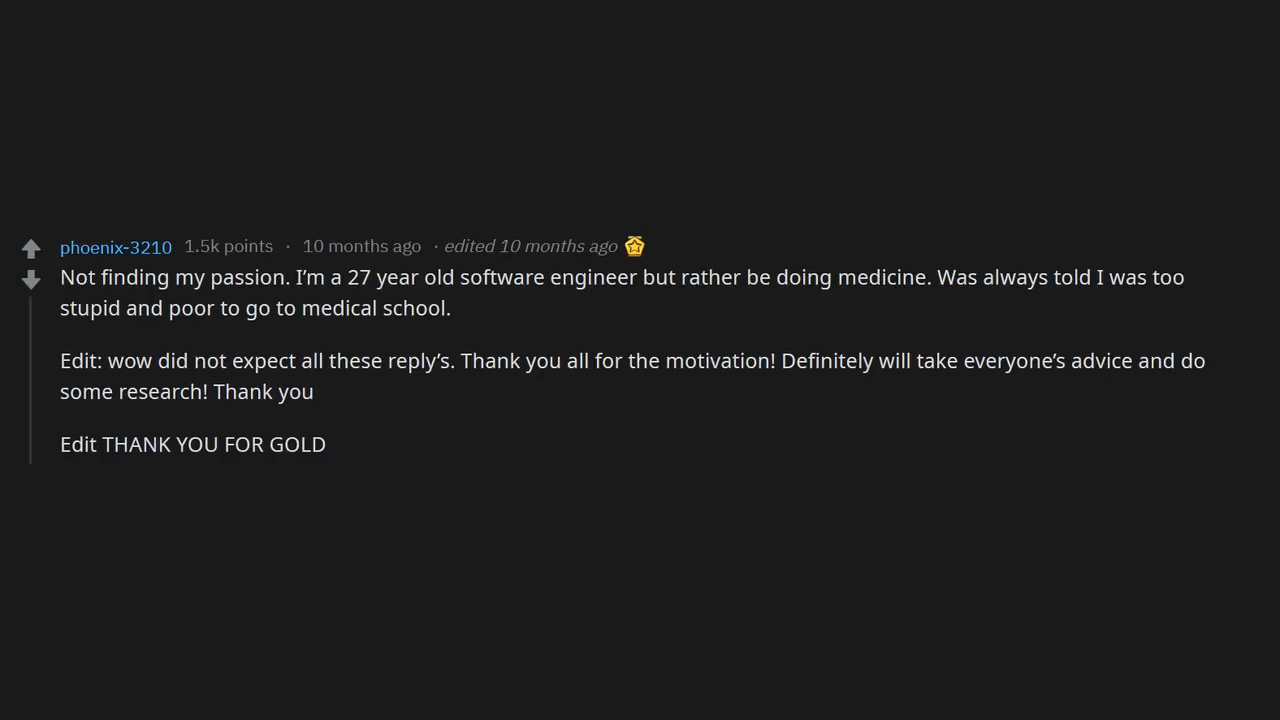 phoenix-3210 1.5k points · 10 months ago · edited 10 months ago
Not finding my passion. I’m a 27 year old software engineer but rather be doing medicine. Was always told I was too
stupid and poor to go to medical school.
Edit: wow did not expect all these reply’s. Thank you all for the motivation! Definitely will take everyone’s advice and do
some research! Thank you
Edit THANK YOU FOR GOLD